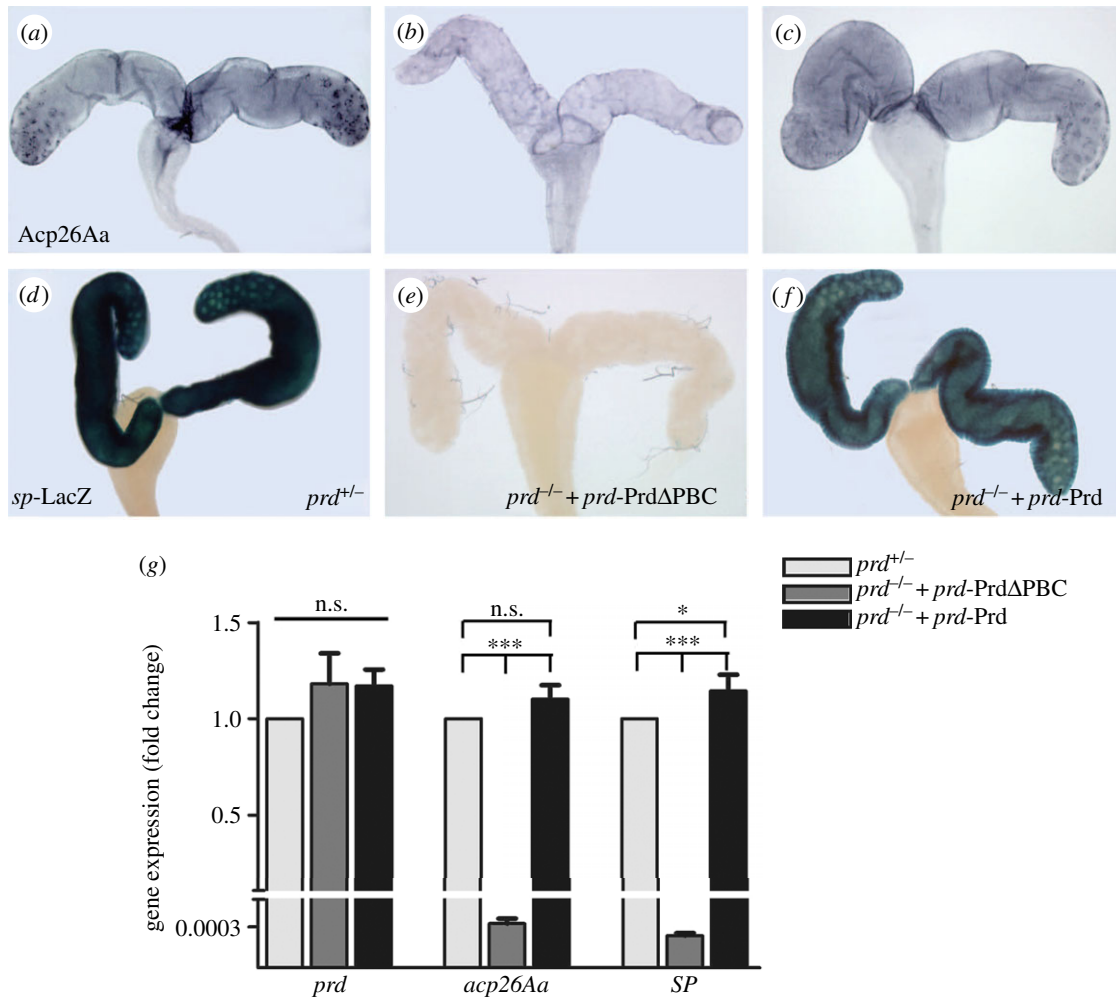 (a)
(b)
(c)
Acp26Aa
(d)
(e)
(f)
sp-LacZ
prd+/–
prd–/– + prd-PrdΔPBC
prd–/– + prd-Prd
(g)
prd+/–
prd–/– + prd-PrdΔPBC
prd–/– + prd-Prd
n.s.
n.s.
*
***
***
1.5
1.0
0.5
0.0003
gene expression (fold change)
prd
acp26Aa
SP